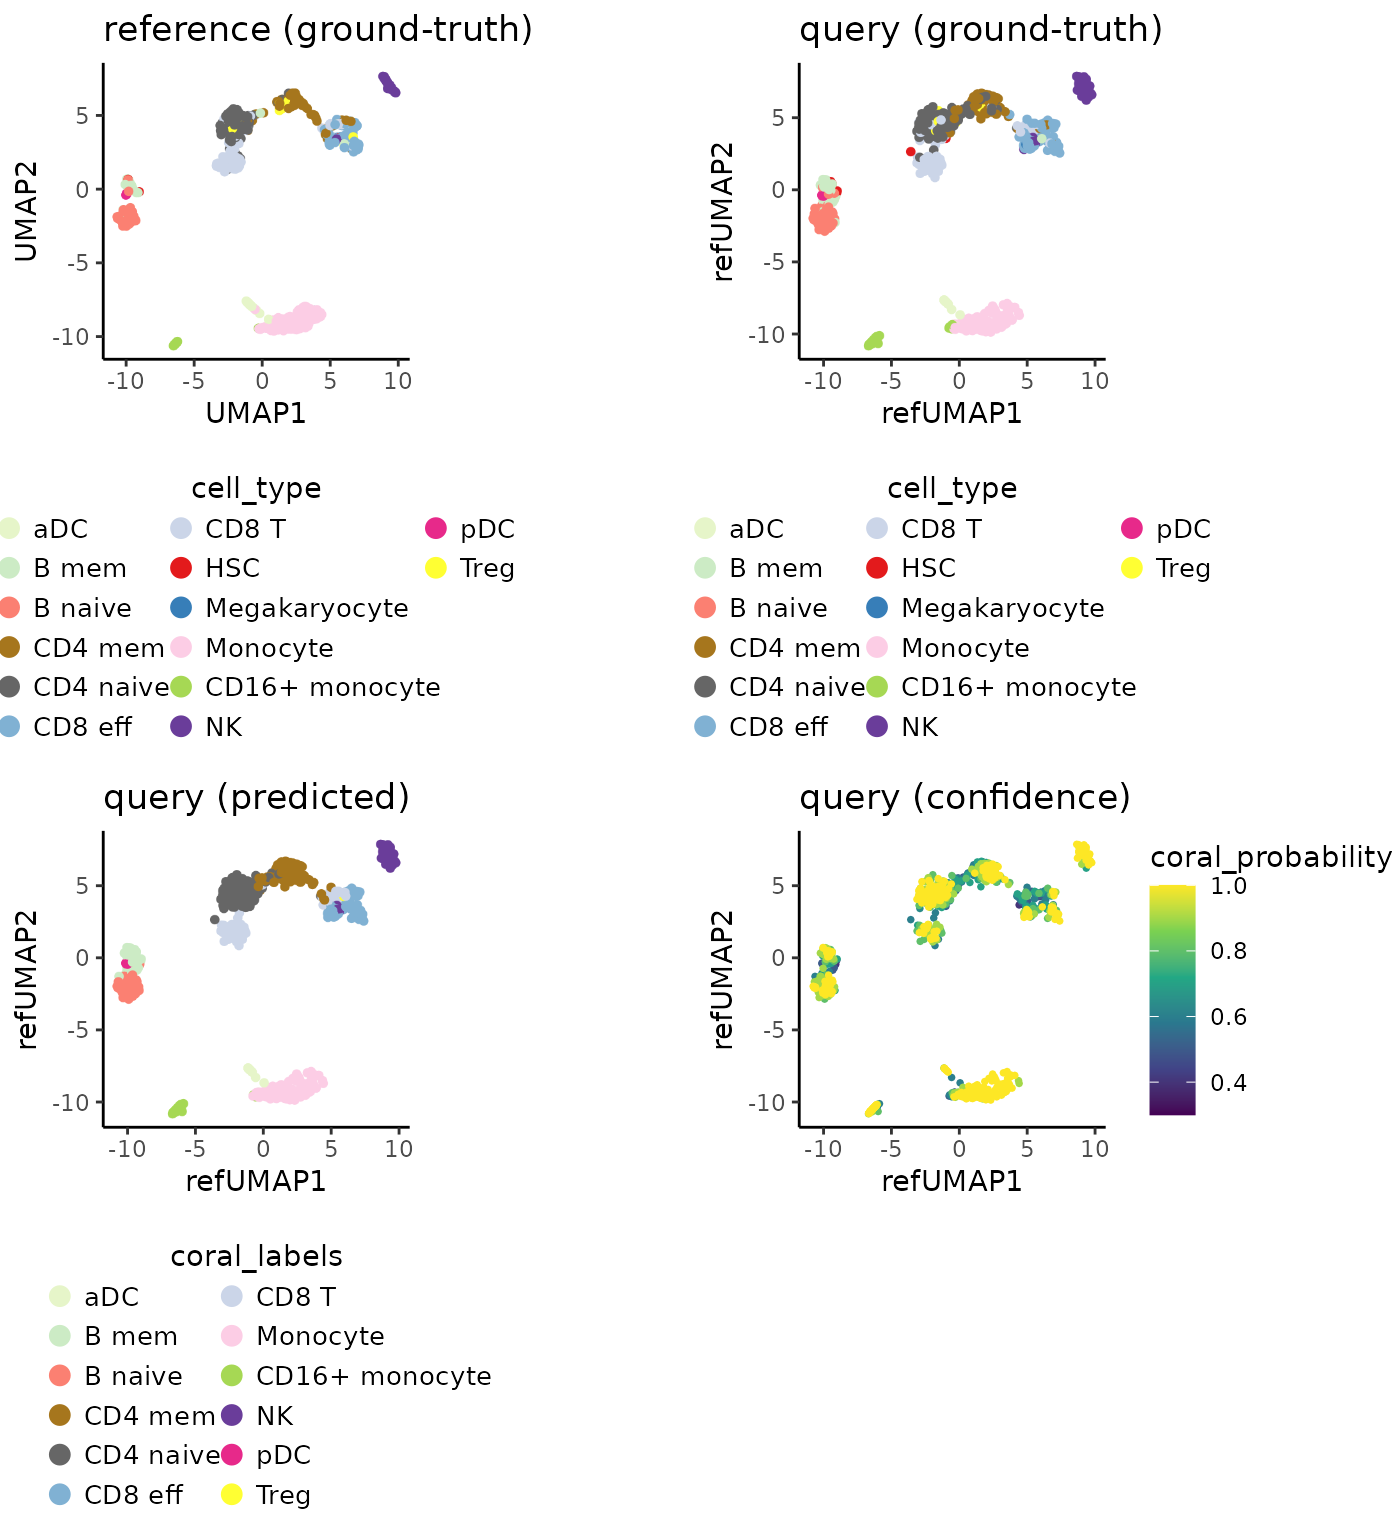 reference (ground-truth)
query (ground-truth)
UMAP2
5
0
-5
-10
-10 -5 0 5 10
UMAP1
refUMAP2
5
0
-5
-10
-10 -5 0 5 10
refUMAP1
cell_type
aDC CD8 T pDC
B mem HSC Treg
B naive Megakaryocyte
CD4 mem Monocyte
CD4 naive CD16+ monocyte
CD8 eff NK
cell_type
aDC CD8 T pDC
B mem HSC Treg
B naive Megakaryocyte
CD4 mem Monocyte
CD4 naive CD16+ monocyte
CD8 eff NK
query (predicted)
query (confidence)
refUMAP2
5
0
-5
-10
-10 -5 0 5 10
refUMAP1
refUMAP2
5
0
-5
-10
-10 -5 0 5 10
refUMAP1
coral_probability
1.0
0.8
0.6
0.4
coral_labels
aDC CD8 T
B mem Monocyte
B naive CD16+ monocyte
CD4 mem NK
CD4 naive pDC
CD8 eff Treg